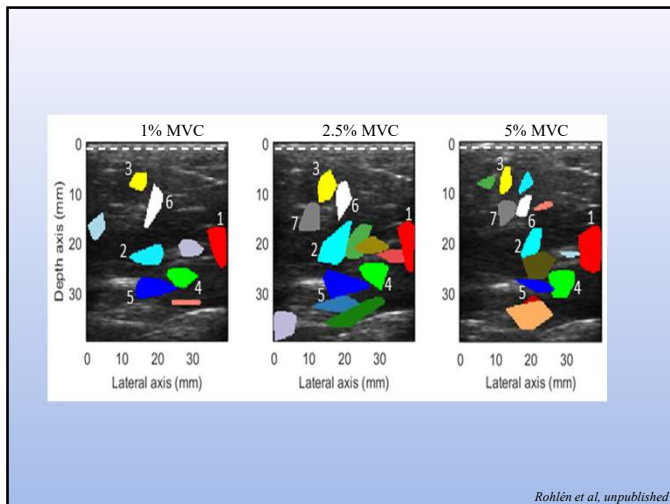 1% MVC 2.5% MVC 5% MVC
0 0 0
3 3
10 10 10
6 6 7 6
7
1 1 1
20 20 20
2 2 2
4 4 4
5 5 5
30 30 30
Depth axis (mm)
0 10 20 30 0 10 20 30 0 10 20 30
Lateral axis (mm) Lateral axis (mm) Lateral axis (mm)
3
Rohlén et al, unpublished